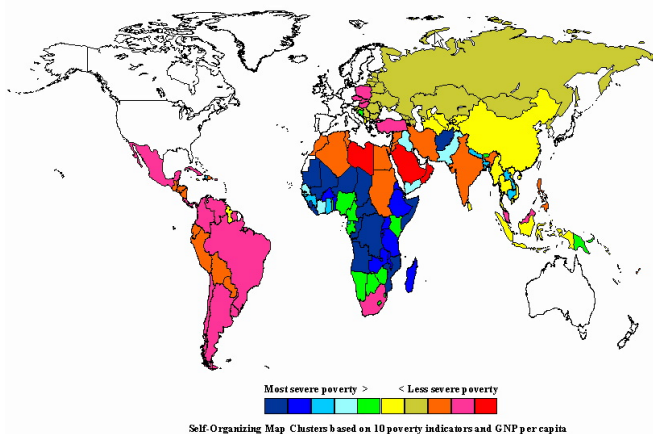 Most severe poverty > < Less severe poverty
Self-Organizing Map Clusters based on 10 poverty indicators and GNP per capita